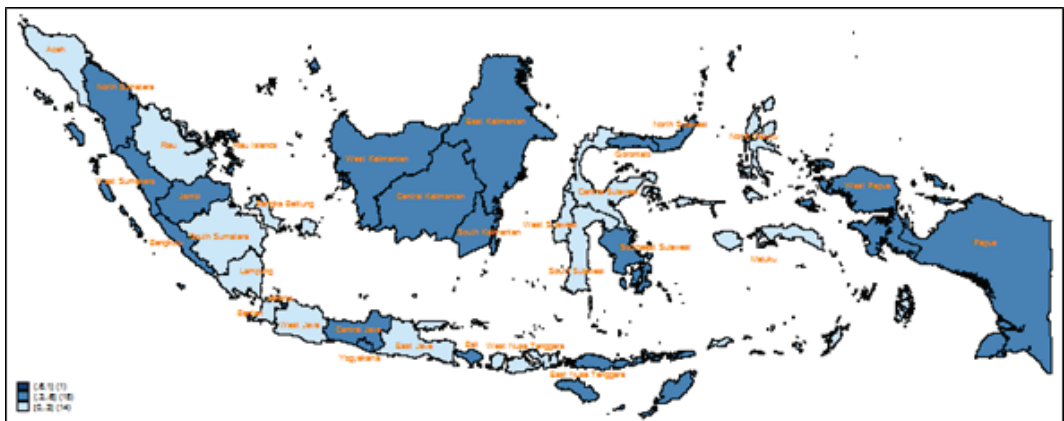 Aceh
North Sumatera
Riau
Riau Islands
West Sumatera
Jambi
Bangka Belitung
South Sumatera
Bengkulu
Lampung
Banten
West Java
Central Java
Yogyakarta
East Java
Bali
West Nusa Tenggara
East Nusa Tenggara
West Kalimantan
East Kalimantan
Central Kalimantan
South Kalimantan
North Sulawesi
Gorontalo
Central Sulawesi
West Sulawesi
South Sulawesi
Southeast Sulawesi
Maluku
West Papua
Papua